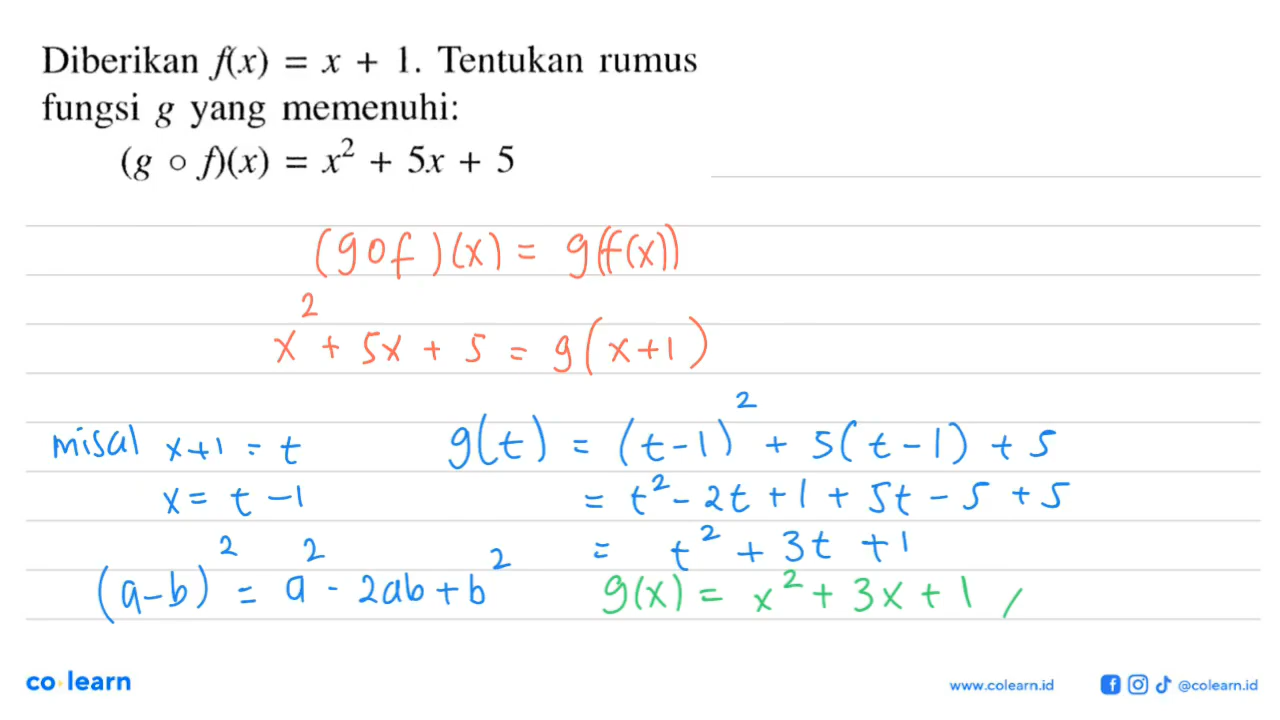 Diberikan f(x) = x + 1. Tentukan rumus
fungsi g yang memenuhi:
(g ∘ f)(x) = x² + 5x + 5
(gof)(x) = g(f(x))
x² + 5x + 5 = g(x+1)
misal x+1 = t
x = t -1
(a-b)² = a² - 2ab + b²
g(t) = (t-1)² + 5(t-1) + 5
= t² - 2t + 1 + 5t - 5 + 5
= t² + 3t + 1
g(x) = x² + 3x + 1 /
co learn
www.colearn.id
@colearn.id